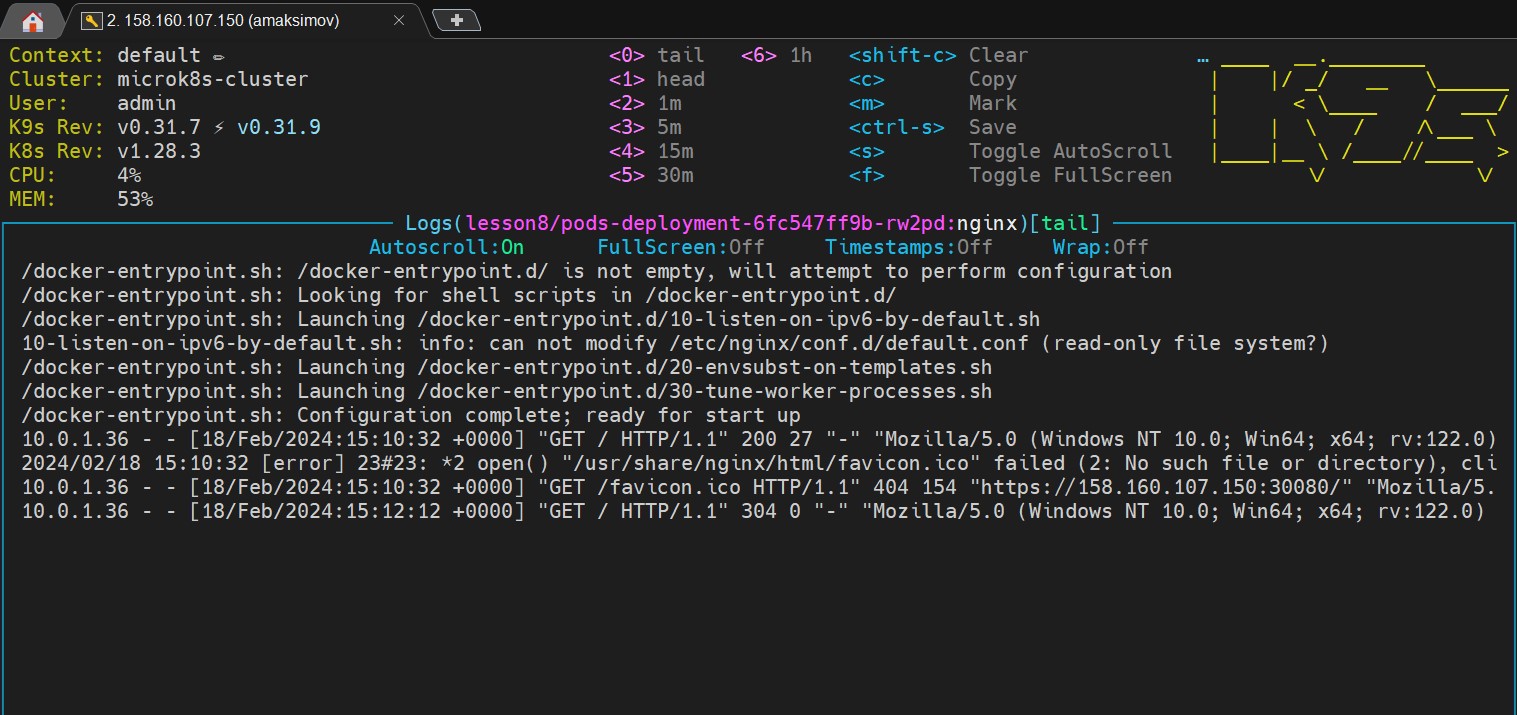 2. 158.160.107.150 (amaksimov)
Context: default
Cluster: microk8s-cluster
User: admin
K9s Rev: v0.31.7 ⚡ v0.31.9
K8s Rev: v1.28.3
CPU: 4%
MEM: 53%
<0> tail <6> 1h
<1> head
<2> 1m
<3> 5m
<4> 15m
<5> 30m
<shift-c> Clear
<c> Copy
<m> Mark
<ctrl-s> Save
<s> Toggle AutoScroll
<f> Toggle FullScreen
Logs(lesson8/pods-deployment-6fc547ff9b-rw2pd:nginx)[tail]
Autoscroll:On FullScreen:Off Timestamps:Off Wrap:Off
/docker-entrypoint.sh: /docker-entrypoint.d/ is not empty, will attempt to perform configuration
/docker-entrypoint.sh: Looking for shell scripts in /docker-entrypoint.d/
/docker-entrypoint.sh: Launching /docker-entrypoint.d/10-listen-on-ipv6-by-default.sh
10-listen-on-ipv6-by-default.sh: info: can not modify /etc/nginx/conf.d/default.conf (read-only file system?)
/docker-entrypoint.sh: Launching /docker-entrypoint.d/20-envsubst-on-templates.sh
/docker-entrypoint.sh: Launching /docker-entrypoint.d/30-tune-worker-processes.sh
/docker-entrypoint.sh: Configuration complete; ready for start up
10.0.1.36 - - [18/Feb/2024:15:10:32 +0000] "GET / HTTP/1.1" 200 27 "-" "Mozilla/5.0 (Windows NT 10.0; Win64; x64; rv:122.0)
2024/02/18 15:10:32 [error] 23#23: *2 open() "/usr/share/nginx/html/favicon.ico" failed (2: No such file or directory), cli
10.0.1.36 - - [18/Feb/2024:15:10:32 +0000] "GET /favicon.ico HTTP/1.1" 404 154 "https://158.160.107.150:30080/" "Mozilla/5.
10.0.1.36 - - [18/Feb/2024:15:12:12 +0000] "GET / HTTP/1.1" 304 0 "-" "Mozilla/5.0 (Windows NT 10.0; Win64; x64; rv:122.0)